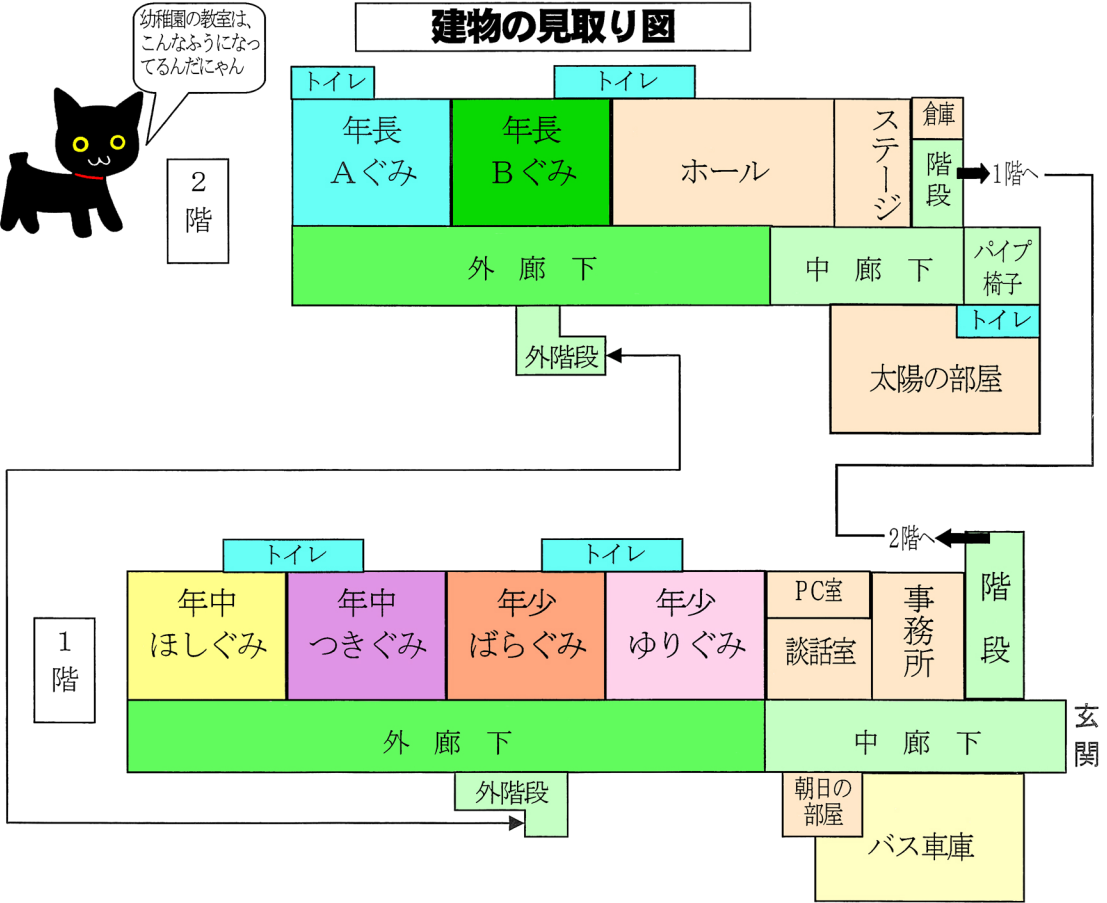 建物の見取り図
幼稚園の教室は、
こんなふうになっ
てるんだにゃん
2
階
トイレ
トイレ
年長
Aぐみ
年長
Bぐみ
ホール
ステージ
倉庫
階段
1階へ
外廊下
中廊下
パイプ
椅子
トイレ
外階段
太陽の部屋
1
階
トイレ
トイレ
2階へ
年中
ほしぐみ
年中
つきぐみ
年少
ばらぐみ
年少
ゆりぐみ
PC室
談話室
事務所
階段
外廊下
中廊下
玄関
外階段
朝日の
部屋
バス車庫